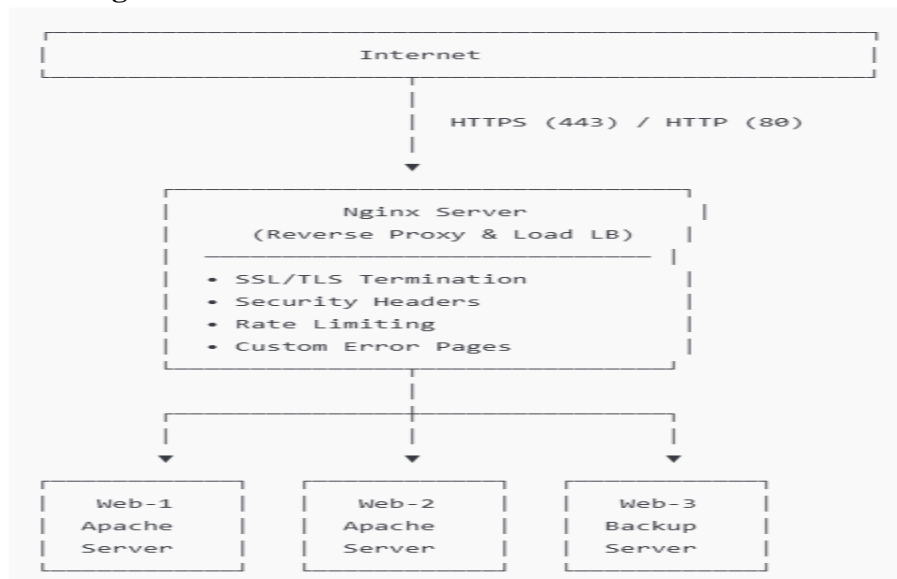 Internet
HTTPS (443) / HTTP (80)
Nginx Server
(Reverse Proxy & Load LB)
• SSL/TLS Termination
• Security Headers
• Rate Limiting
• Custom Error Pages
Web-1 Web-2 Web-3
Apache Apache Backup
Server Server Server